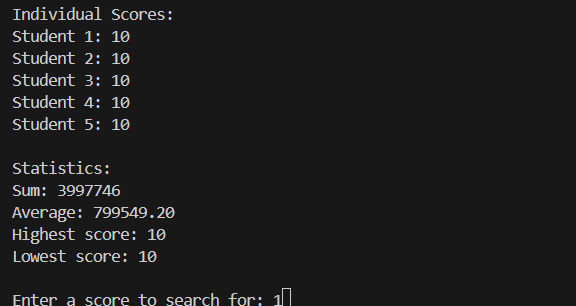 Individual Scores:
Student 1: 10
Student 2: 10
Student 3: 10
Student 4: 10
Student 5: 10
Statistics:
Sum: 3997746
Average: 799549.20
Highest score: 10
Lowest score: 10
Enter a score to search for: 1